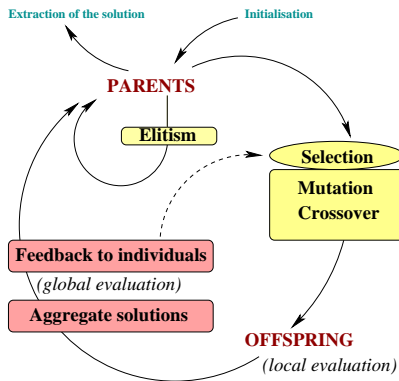 Extraction of the solution
Initialisation
PARENTS
Elitism
Selection
Mutation
Crossover
Feedback to individuals
(global evaluation)
Aggregate solutions
OFFSPRING
(local evaluation)